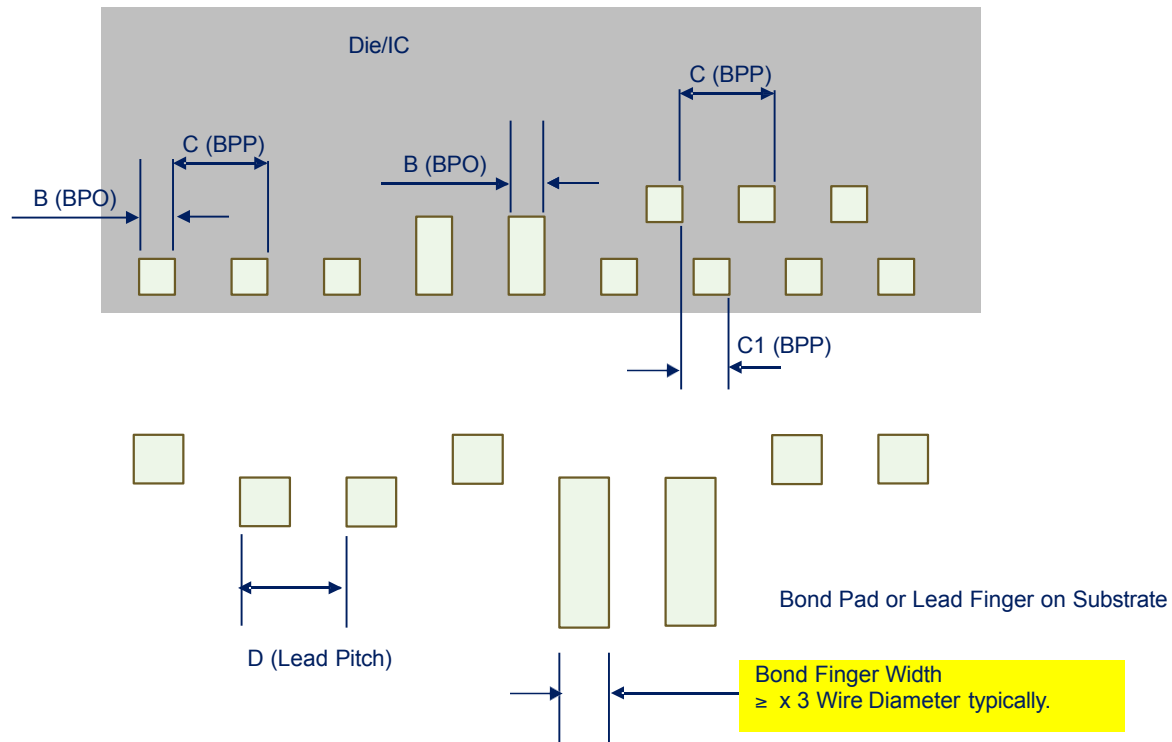 Die/IC
C (BPP)
C (BPP)
B (BPO)
B (BPO)
C1 (BPP)
Bond Pad or Lead Finger on Substrate
D (Lead Pitch)
Bond Finger Width
≥ x 3 Wire Diameter typically.